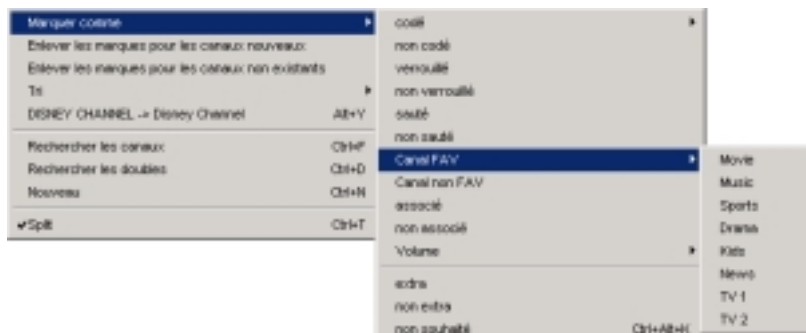 Marquer comme
Enlever les marques pour les canaux nouveaux
Enlever les marques pour les canaux non existants
Tri
DISNEY CHANNEL -> Disney Channel Alt+V
Rechercher les canaux Ctrl+F
Rechercher les doubles Ctrl+D
Nouveau Ctrl+N
Split Ctrl+T
codé
non codé
verrouillé
non verrouillé
sauté
non sauté
Canal FAV
Canal non FAV
associé
non associé
Volume
extra
non extra
non souhaité Ctrl+Alt+K
Movie
Music
Sports
Drama
Kids
News
TV 1
TV 2